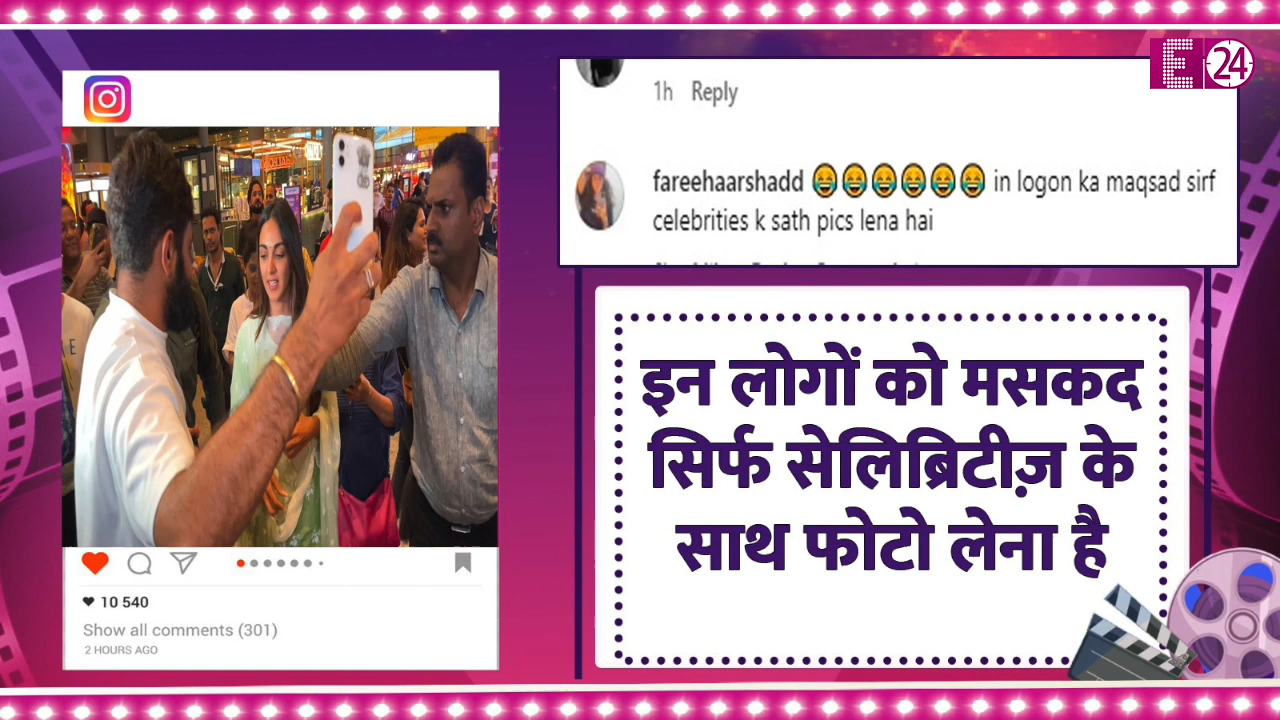 E 24
1h Reply
fareehaarshadd 😂😂😂😂😂😂 in logon ka maqsad sirf
celebrities k sath pics lena hai
इन लोगों को मसकद
सिर्फ सेलिब्रिटीज़ के
साथ फोटो लेना है
10 540
Show all comments (301)
2 HOURS AGO